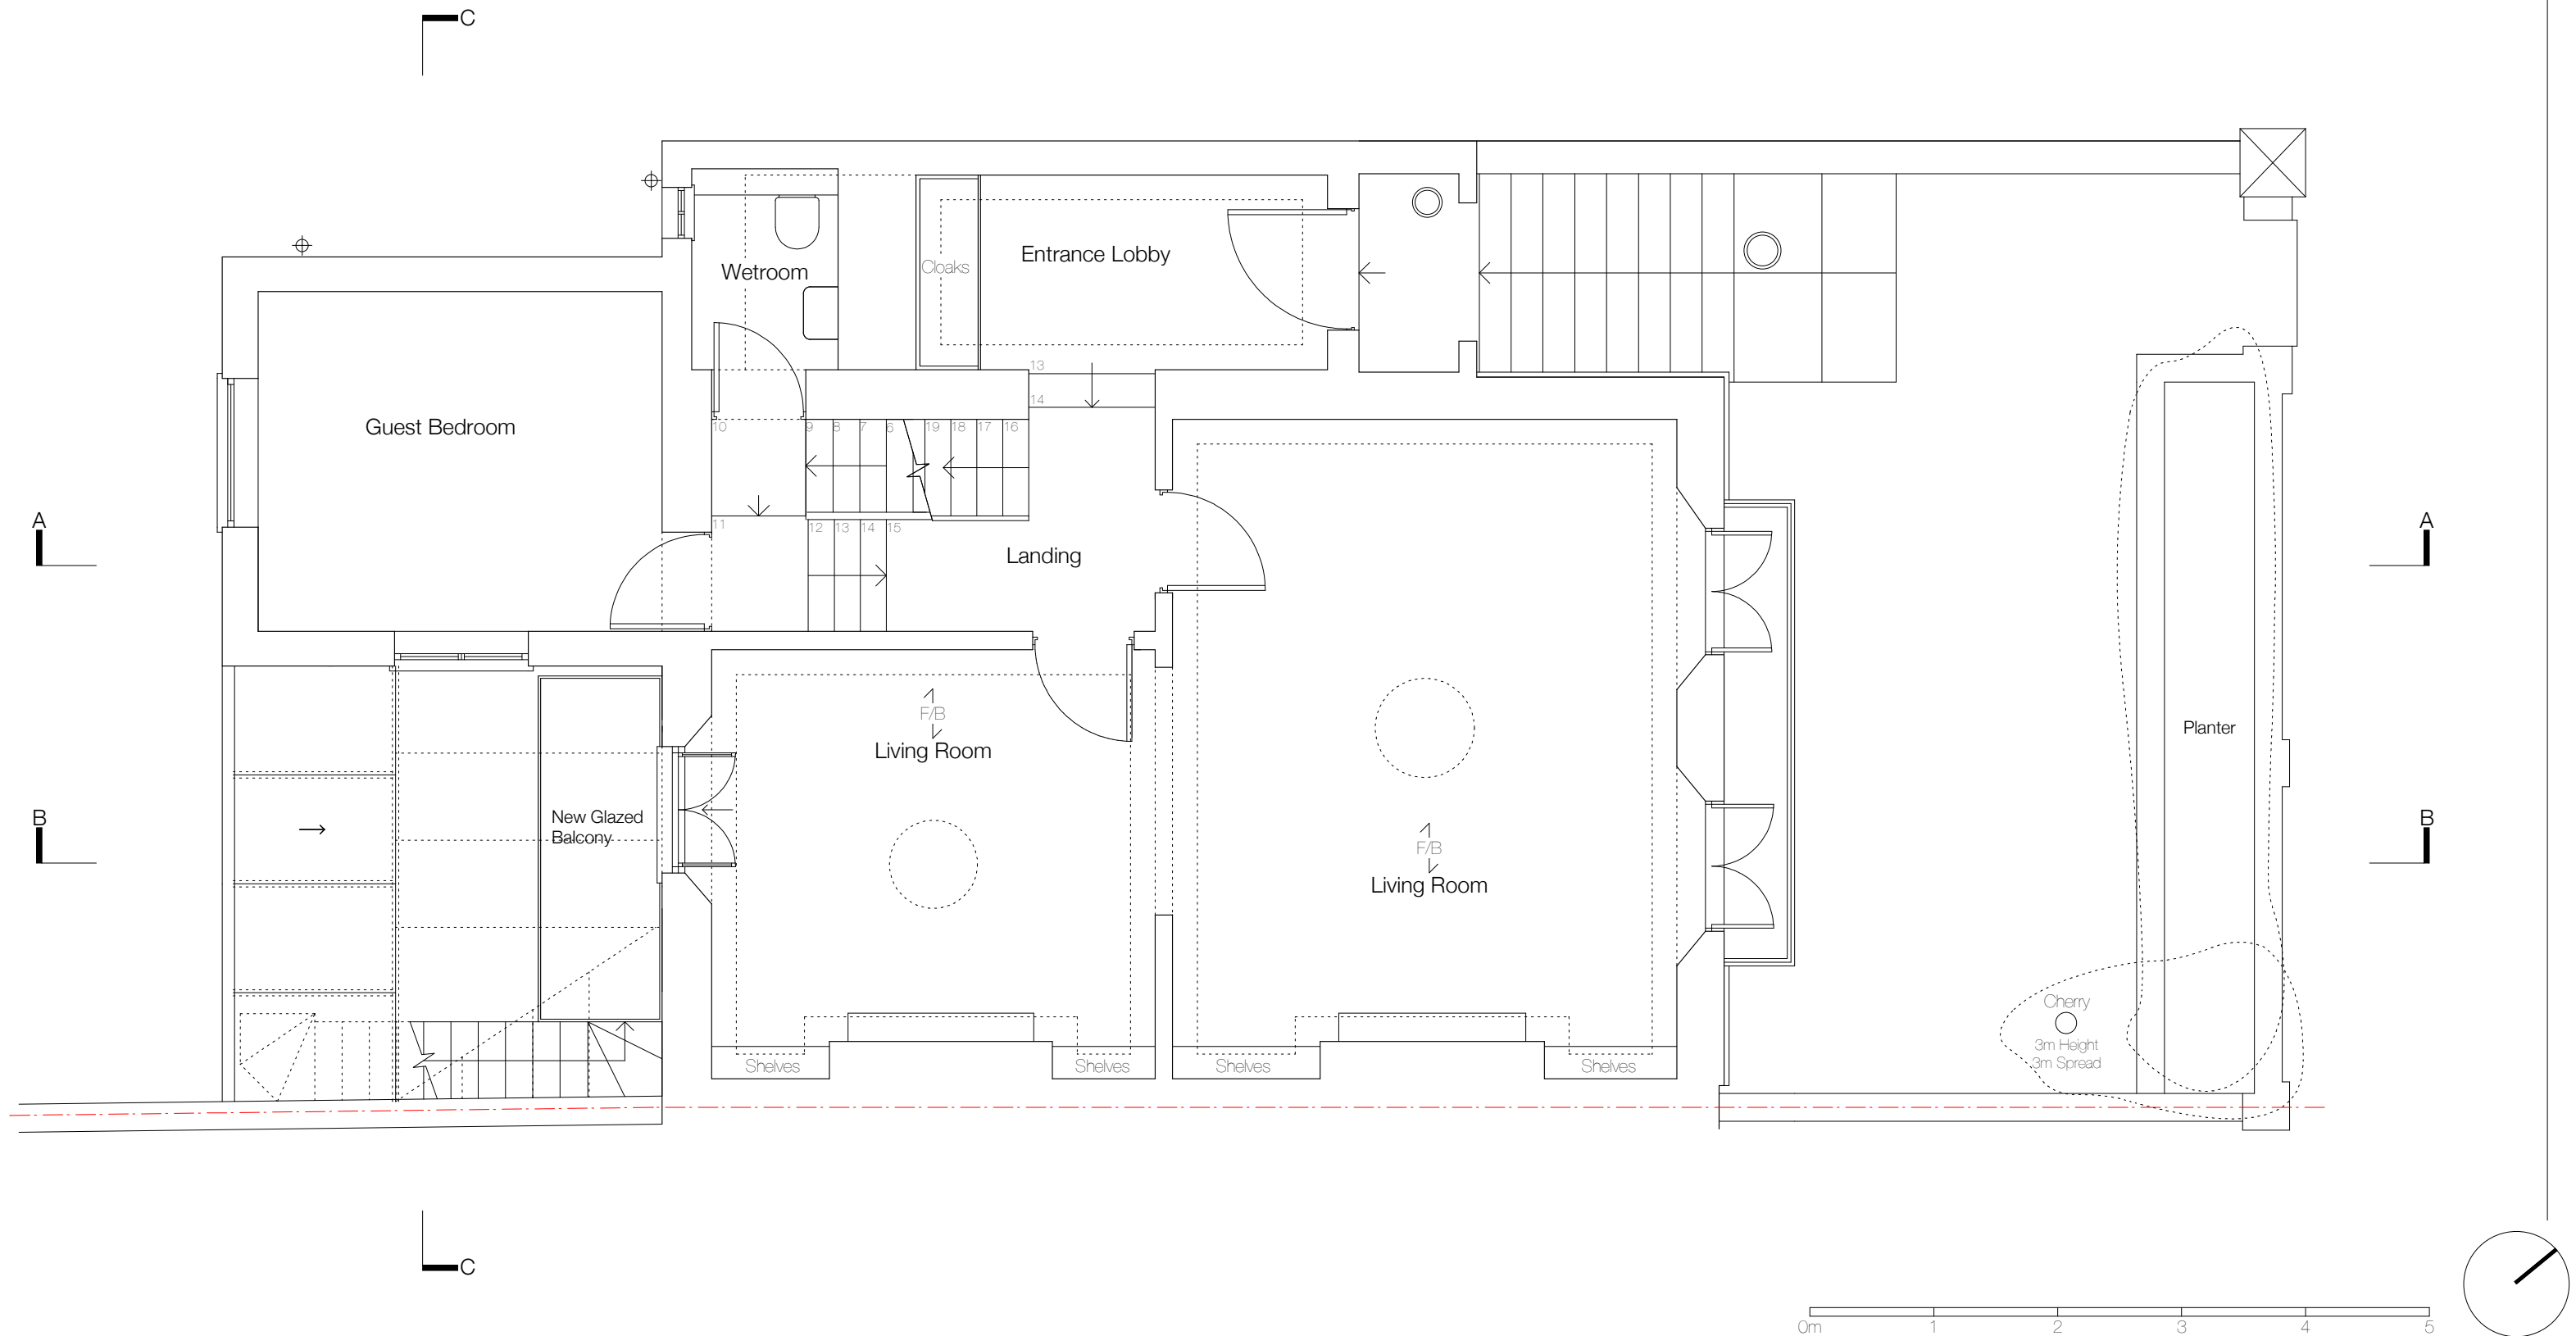 C
Cloaks
Entrance Lobby
Wetroom
13
14
Guest Bedroom
10
9
8
7
6
19
18
17
16
A
A
11
12
13
14
15
Landing
F/B
Living Room
Planter
New Glazed
Balcony
B
B
F/B
Living Room
Cherry
3m Height
3m Spread
Shelves
Shelves
Shelves
Shelves
C
0m
1
2
3
4
5